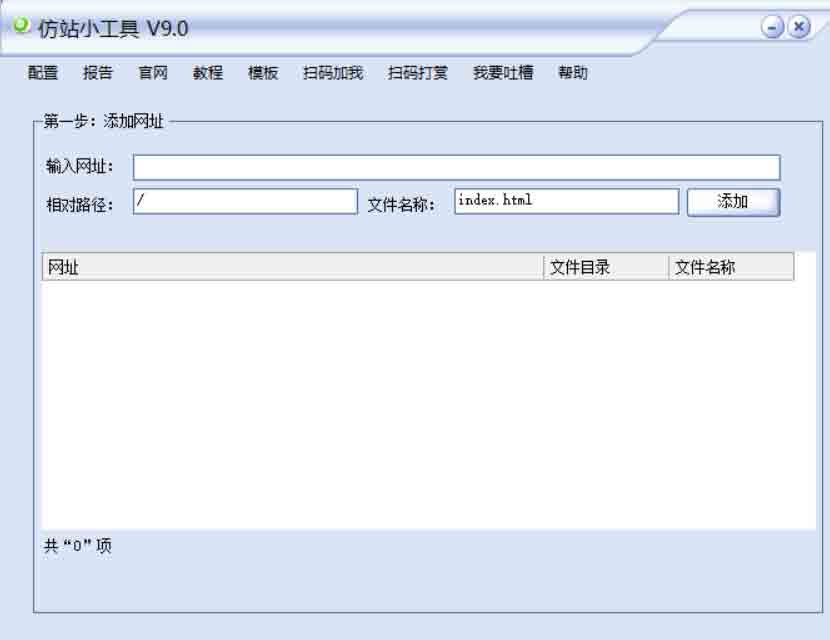 仿站小工具 V9.0
配置 报告 官网 教程 模板 扫码加我 扫码打赏 我要吐槽 帮助
第一步：添加网址
输入网址：
相对路径： / 文件名称： index.html 添加
网址 文件目录 文件名称
共“0”项